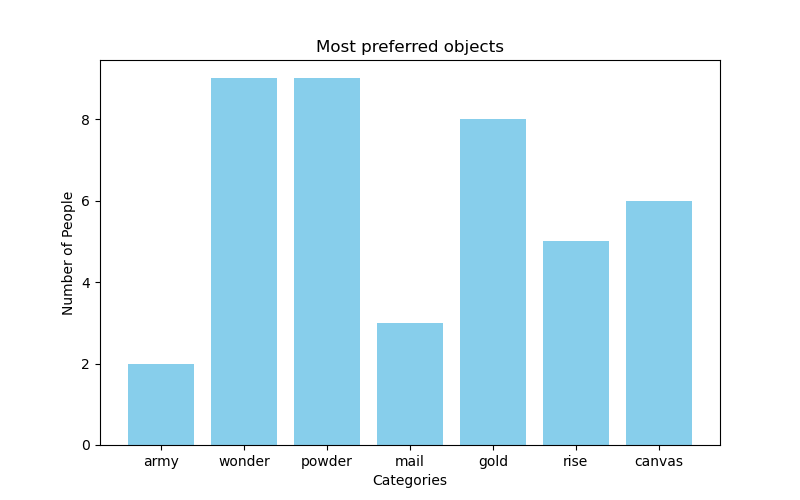 Most preferred objects
Number of People
8
6
4
2
0
army wonder powder mail gold rise canvas
Categories